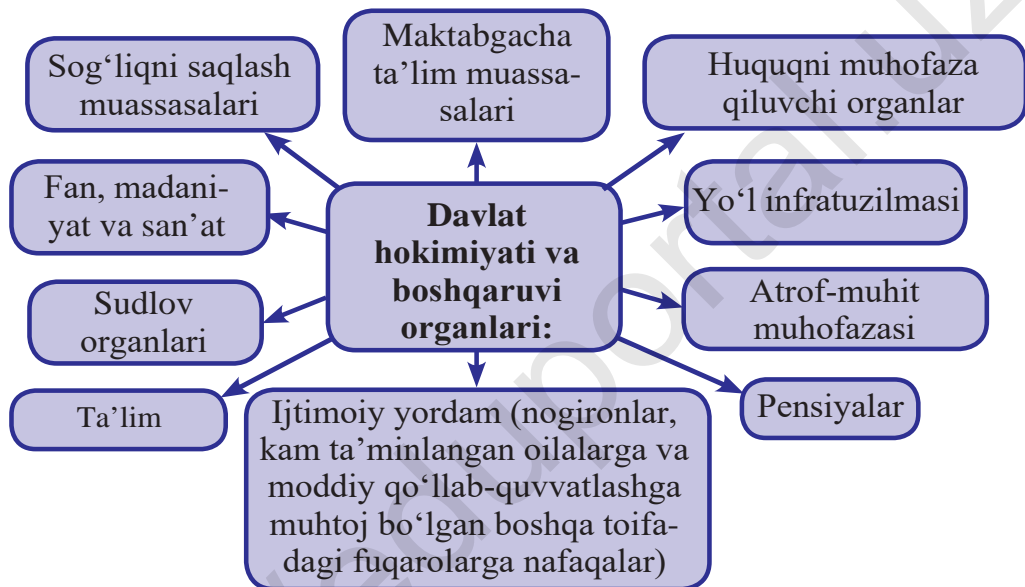 Sog‘liqni saqlash
muassasalari
Maktabgacha
ta’lim muassa-
salari
Huquqni muhofaza
qiluvchi organlar
Fan, madani-
yat va san’at
Davlat
hokimiyati va
boshqaruvi
organlari:
Yo‘l infratuzilmasi
Sudlov
organlari
Atrof-muhit
muhofazasi
Ta’lim
Ijtimoiy yordam (nogironlar,
kam ta’minlangan oilalarga va
moddiy qo‘llab-quvvatlashga
muhtoj bo‘lgan boshqa toifa-
dagi fuqarolarga nafaqalar)
Pensiyalar
eduportal.uz